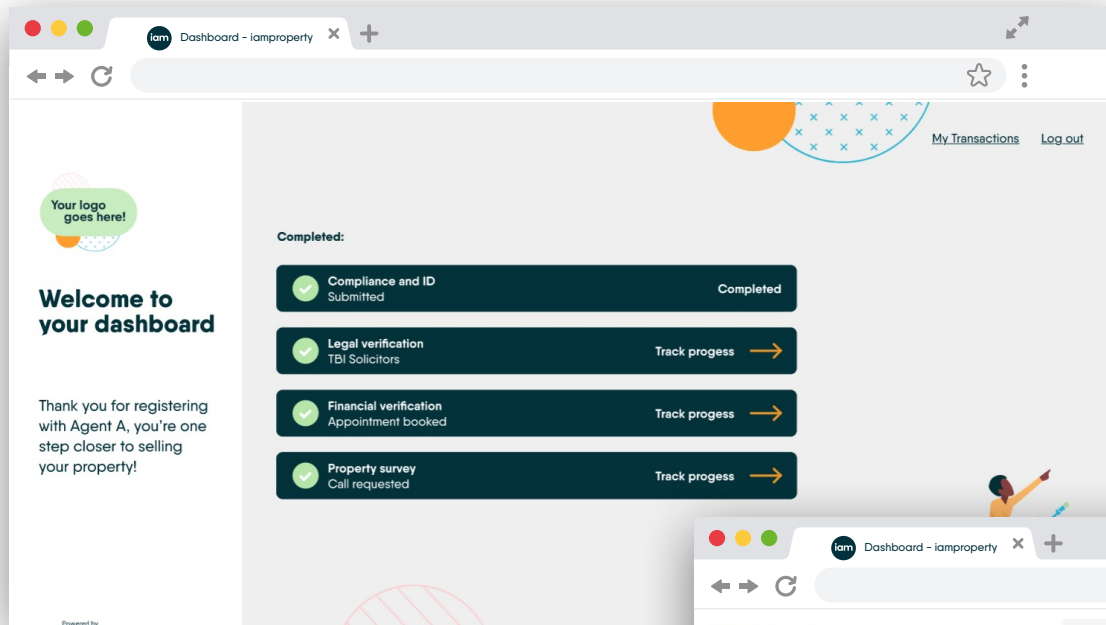 iam Dashboard - iamproperty
My Transactions Log out
Your logo
goes here!
Welcome to
your dashboard
Thank you for registering
with Agent A, you're one
step closer to selling
your property!
Powered by
Completed:
Compliance and ID
Submitted
Completed
Legal verification
TBI Solicitors
Track progess
Financial verification
Appointment booked
Track progess
Property survey
Call requested
Track progess
iam Dashboard - iamproperty